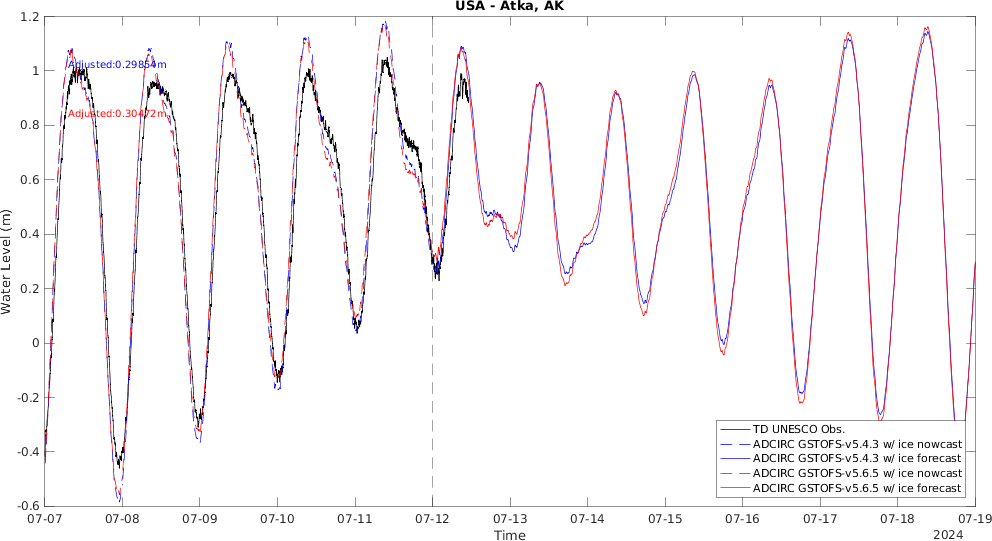 USA - Atka, AK
1.2
1
0.8
0.6
0.4
0.2
0
-0.2
-0.4
-0.6
Water Level (m)
Adjusted:0.29854m
Adjusted:0.30472m
TD UNESCO Obs.
ADCIRC GSTOFS-v5.4.3 w/ ice nowcast
ADCIRC GSTOFS-v5.4.3 w/ ice forecast
ADCIRC GSTOFS-v5.6.5 w/ ice nowcast
ADCIRC GSTOFS-v5.6.5 w/ ice forecast
07-07 07-08 07-09 07-10 07-11 07-12 07-13 07-14 07-15 07-16 07-17 07-18 07-19
Time
2024